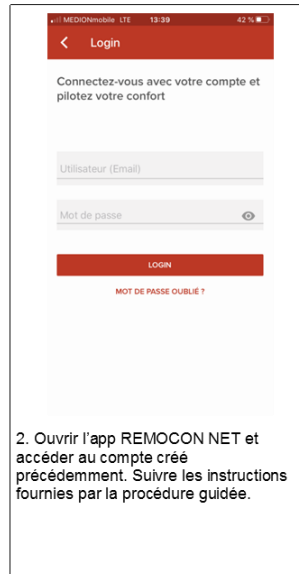 MEDIONmobile LTE 13:39 42 %
Login
Connectez-vous avec votre compte et
pilotez votre confort
Utilisateur (Email)
Mot de passe
LOGIN
MOT DE PASSE OUBLIÉ ?
2. Ouvrir l’app REMOCON NET et
accéder au compte créé
précédemment. Suivre les instructions
fournies par la procédure guidée.